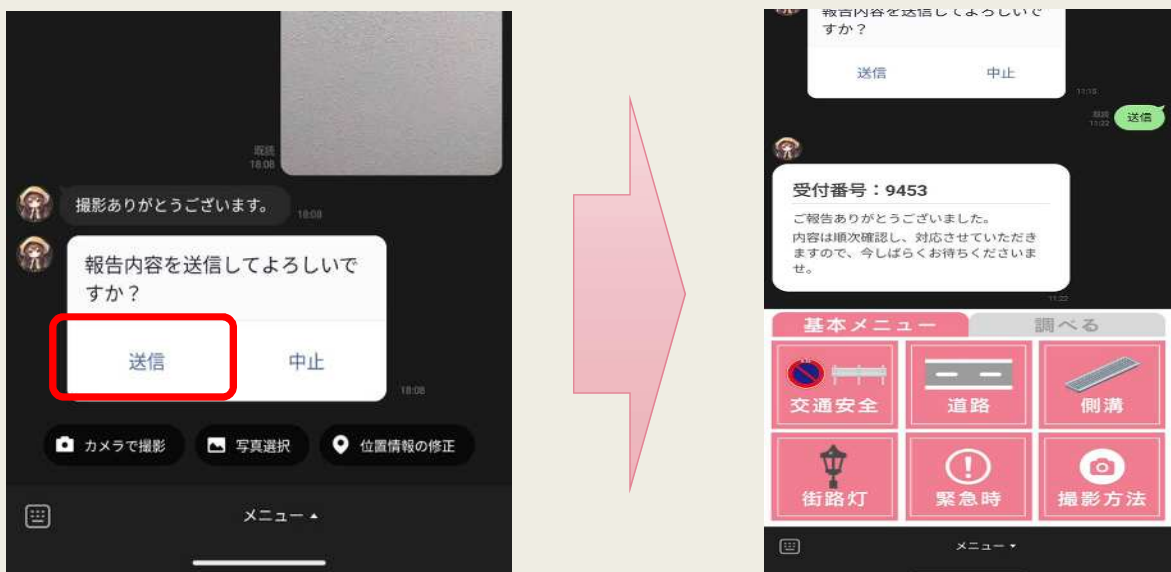 既読
18:08
撮影ありがとうございます。
18:08
報告内容を送信してよろしいで
すか？
送信
中止
18:08
カメラで撮影
写真選択
位置情報の修正
メニュー
報告内容を送信してよろしいで
すか？
送信
中止
11:18
既読
11:22
送信
受付番号：9453
ご報告ありがとうございました。
内容は順次確認し、対応させていただき
ますので、今しばらくお待ちくださいま
せ。
11:22
基本メニュー
調べる
交通安全
道路
側溝
街路灯
緊急時
撮影方法
メニュー